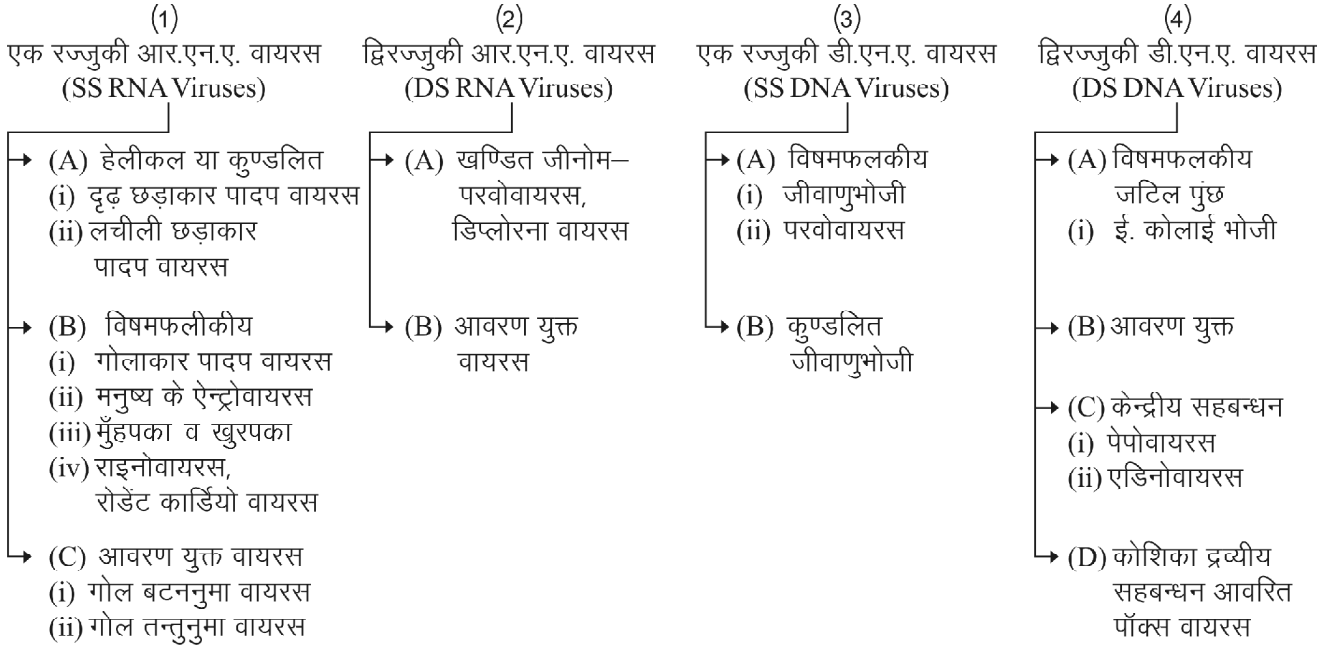 (1)
एक रज्जुकी आर.एन.ए. वायरस
(SS RNA Viruses)
(A) हेलीकल या कुण्डलित
(i) दृढ़ छड़ाकार पादप वायरस
(ii) लचीली छड़ाकार
पादप वायरस
(B) विषमफलीकीय
(i) गोलाकार पादप वायरस
(ii) मनुष्य के ऐन्ट्रोवायरस
(iii) मुँहपका व खुरपका
(iv) राइनोवायरस,
रोडेंट कार्डियो वायरस
(C) आवरण युक्त वायरस
(i) गोल बटननुमा वायरस
(ii) गोल तन्तुनुमा वायरस
(2)
द्विरज्जुकी आर.एन.ए. वायरस
(DS RNA Viruses)
(A) खण्डित जीनोम–
परवोवायरस,
डिप्लोरना वायरस
(B) आवरण युक्त
वायरस
(3)
एक रज्जुकी डी.एन.ए. वायरस
(SS DNA Viruses)
(A) विषमफलकीय
(i) जीवाणुभोजी
(ii) परवोवायरस
(B) कुण्डलित
जीवाणुभोजी
(4)
द्विरज्जुकी डी.एन.ए. वायरस
(DS DNA Viruses)
(A) विषमफलकीय
जटिल पुंछ
(i) ई. कोलाई भोजी
(B) आवरण युक्त
(C) केन्द्रीय सहबन्धन
(i) पेपोवायरस
(ii) एडिनोवायरस
(D) कोशिका द्रव्यीय
सहबन्धन आवरित
पॉक्स वायरस